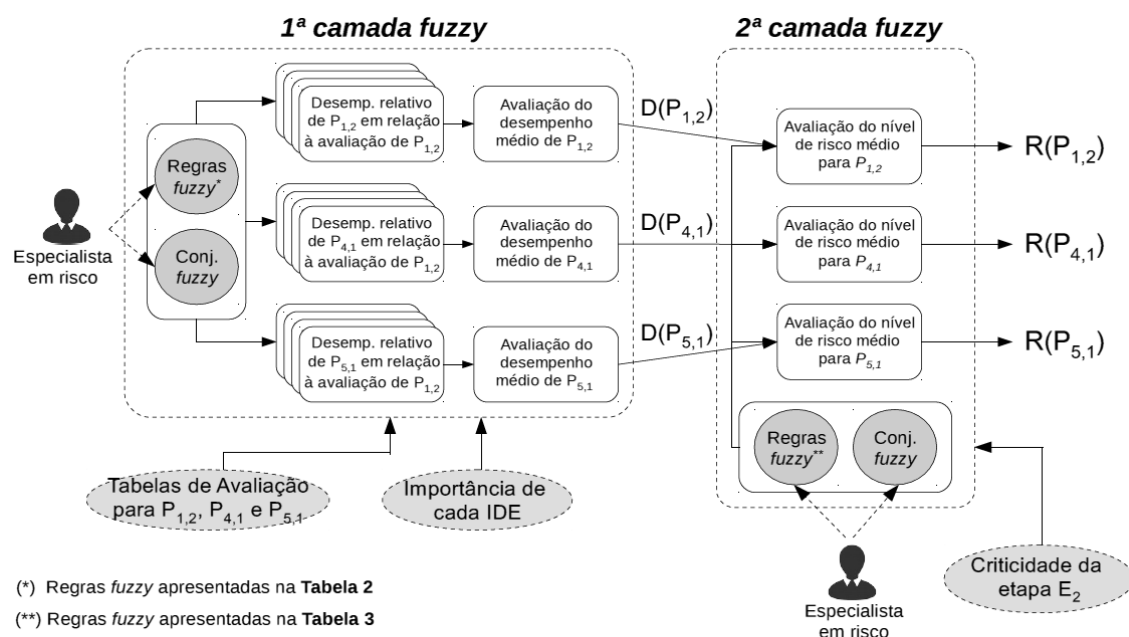 1ª camada fuzzy
2ª camada fuzzy
Especialista
em risco
Regras
fuzzy*
Conj.
fuzzy
Desemp. relativo
de P1,2 em relação
à avaliação de P1,2
Avaliação do
desempenho
médio de P1,2
D(P1,2)
Avaliação do nível
de risco médio
para P1,2
R(P1,2)
Desemp. relativo
de P4,1 em relação
à avaliação de P1,2
Avaliação do
desempenho
médio de P4,1
D(P4,1)
Avaliação do nível
de risco médio
para P4,1
R(P4,1)
Desemp. relativo
de P5,1 em relação
à avaliação de P1,2
Avaliação do
desempenho
médio de P5,1
D(P5,1)
Avaliação do nível
de risco médio
para P5,1
R(P5,1)
Regras
fuzzy**
Conj.
fuzzy
Tabelas de Avaliação
para P1,2, P4,1 e P5,1
Importância de
cada IDE
Especialista
em risco
Criticidade da
etapa E2
(*) Regras fuzzy apresentadas na Tabela 2
(**) Regras fuzzy apresentadas na Tabela 3